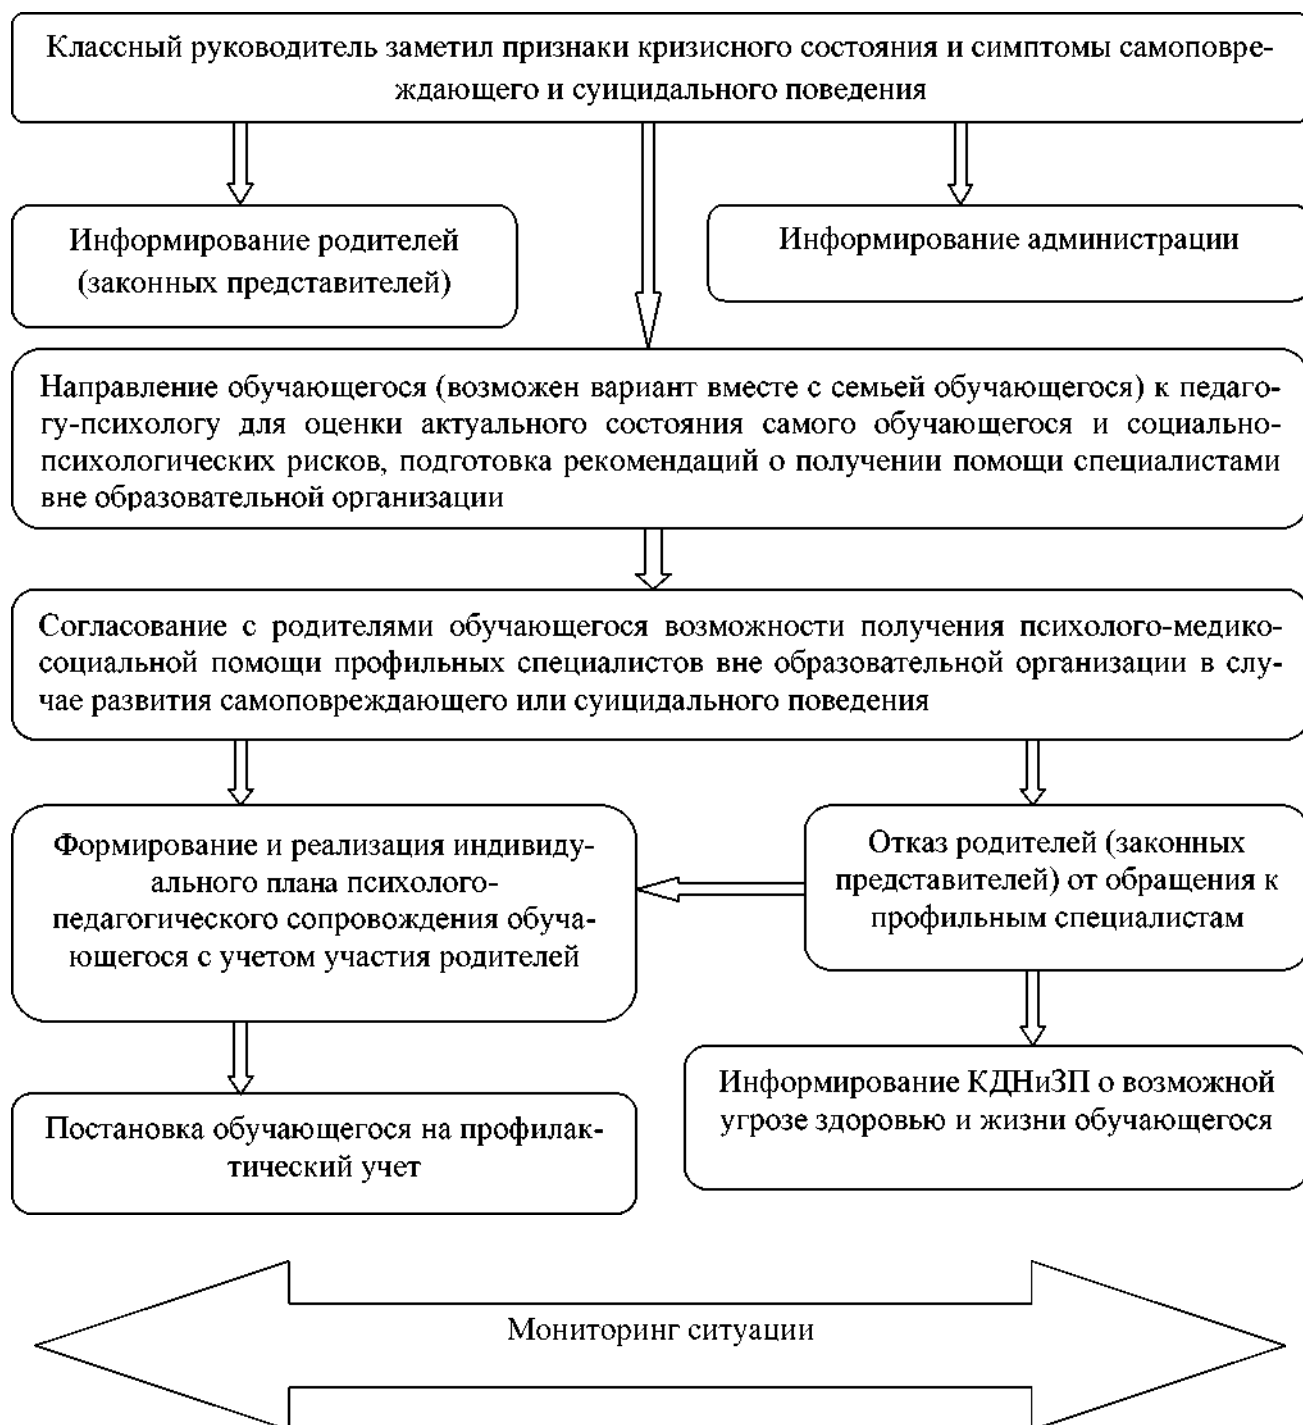 Классный руководитель заметил признаки кризисного состояния и симптомы самоповре-
ждающего и суицидального поведения
Информирование родителей
(законных представителей)
Информирование администрации
Направление обучающегося (возможен вариант вместе с семьей обучающегося) к педаго-
гу-психологу для оценки актуального состояния самого обучающегося и социально-
психологических рисков, подготовка рекомендаций о получении помощи специалистами
вне образовательной организации
Согласование с родителями обучающегося возможности получения психолого-медико-
социальной помощи профильных специалистов вне образовательной организации в слу-
чае развития самоповреждающего или суицидального поведения
Формирование и реализация индивиду-
ального плана психолого-
педагогического сопровождения обуча-
ющегося с учетом участия родителей
Отказ родителей (законных
представителей) от обращения к
профильным специалистам
Постановка обучающегося на профилак-
тический учет
Информирование КДНиЗП о возможной
угрозе здоровью и жизни обучающегося
Мониторинг ситуации